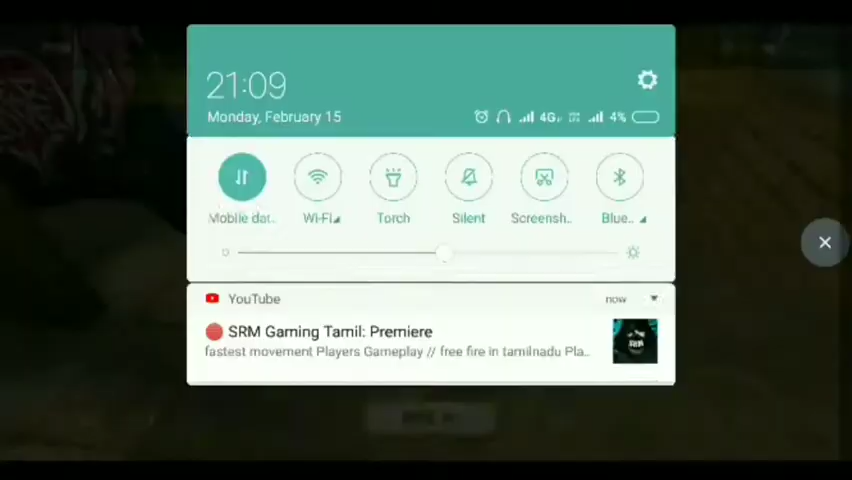 21:09
Monday, February 15
4G
4%
Mobile dat..
Wi-Fi
Torch
Silent
Screensh..
Blue..
YouTube
now
SRM Gaming Tamil: Premiere
fastest movement Players Gameplay // free fire in tamilnadu Pla...